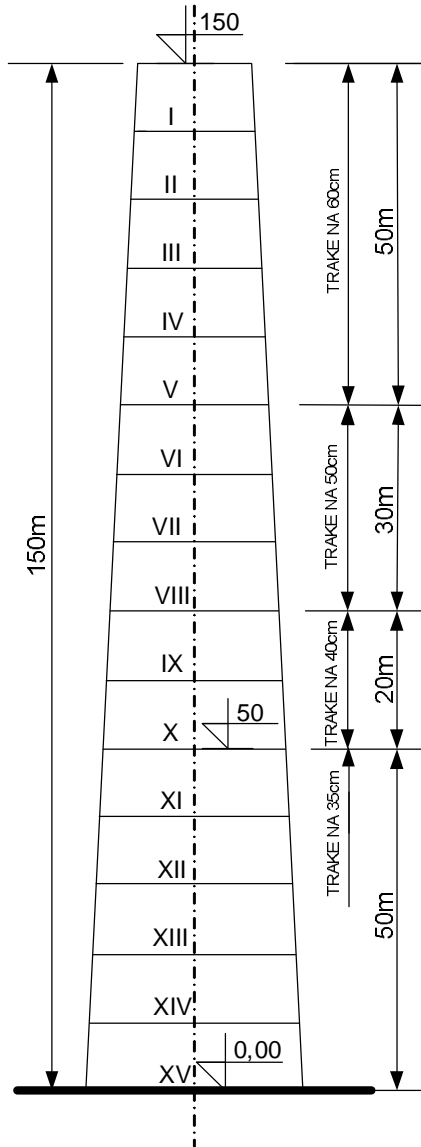 150
I
II
III
IV
V
VI
VII
VIII
IX
X
50
XI
XII
XIII
XIV
XV
0,00
150m
TRAKE NA 60cm
50m
TRAKE NA 50cm
30m
TRAKE NA 40cm
20m
TRAKE NA 35cm
50m